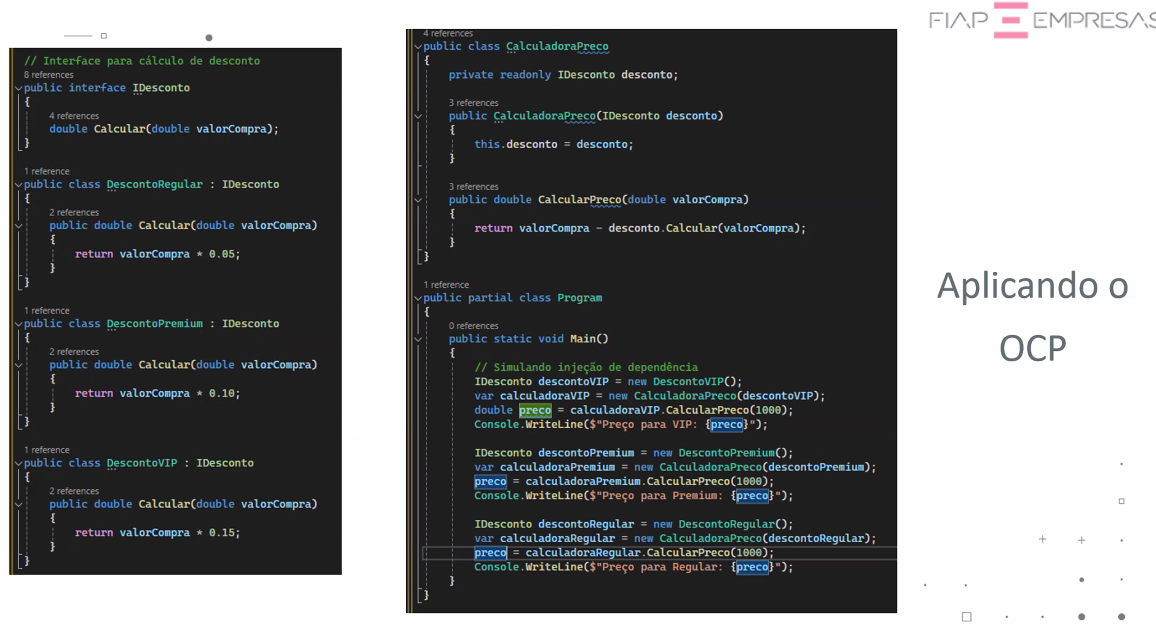 FIAP EMPRESAS
// Interface para cálculo de desconto
8 references
public interface IDesconto
{
4 references
double Calcular(double valorCompra);
}
1 reference
public class DescontoRegular : IDesconto
{
2 references
public double Calcular(double valorCompra)
{
return valorCompra * 0.05;
}
}
1 reference
public class DescontoPremium : IDesconto
{
2 references
public double Calcular(double valorCompra)
{
return valorCompra * 0.10;
}
}
1 reference
public class DescontoVIP : IDesconto
{
2 references
public double Calcular(double valorCompra)
{
return valorCompra * 0.15;
}
}
4 references
public class CalculadoraPreco
{
private readonly IDesconto desconto;
3 references
public CalculadoraPreco(IDesconto desconto)
{
this.desconto = desconto;
}
3 references
public double CalcularPreco(double valorCompra)
{
return valorCompra - desconto.Calcular(valorCompra);
}
}
1 reference
public partial class Program
{
0 references
public static void Main()
{
// Simulando injeção de dependência
IDesconto descontoVIP = new DescontoVIP();
var calculadoraVIP = new CalculadoraPreco(descontoVIP);
double preco = calculadoraVIP.CalcularPreco(1000);
Console.WriteLine($"Preço para VIP: {preco}");
IDesconto descontoPremium = new DescontoPremium();
var calculadoraPremium = new CalculadoraPreco(descontoPremium);
preco = calculadoraPremium.CalcularPreco(1000);
Console.WriteLine($"Preço para Premium: {preco}");
IDesconto descontoRegular = new DescontoRegular();
var calculadoraRegular = new CalculadoraPreco(descontoRegular);
preco = calculadoraRegular.CalcularPreco(1000);
Console.WriteLine($"Preço para Regular: {preco}");
}
}
Aplicando o
OCP